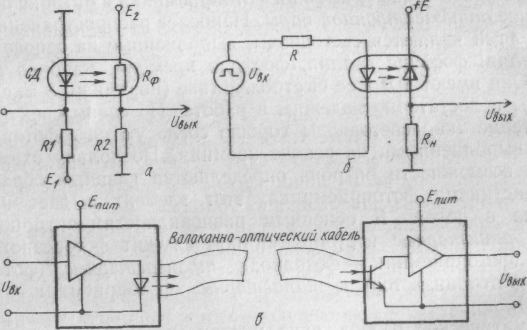 E₂
СД
Rф
R1
R2
Uвых
E₁
а
R
Uвх
+E
Uвых
Rн
б
Eпит
Uвх
Волоконно-оптический кабель
Eпит
Uвых
в